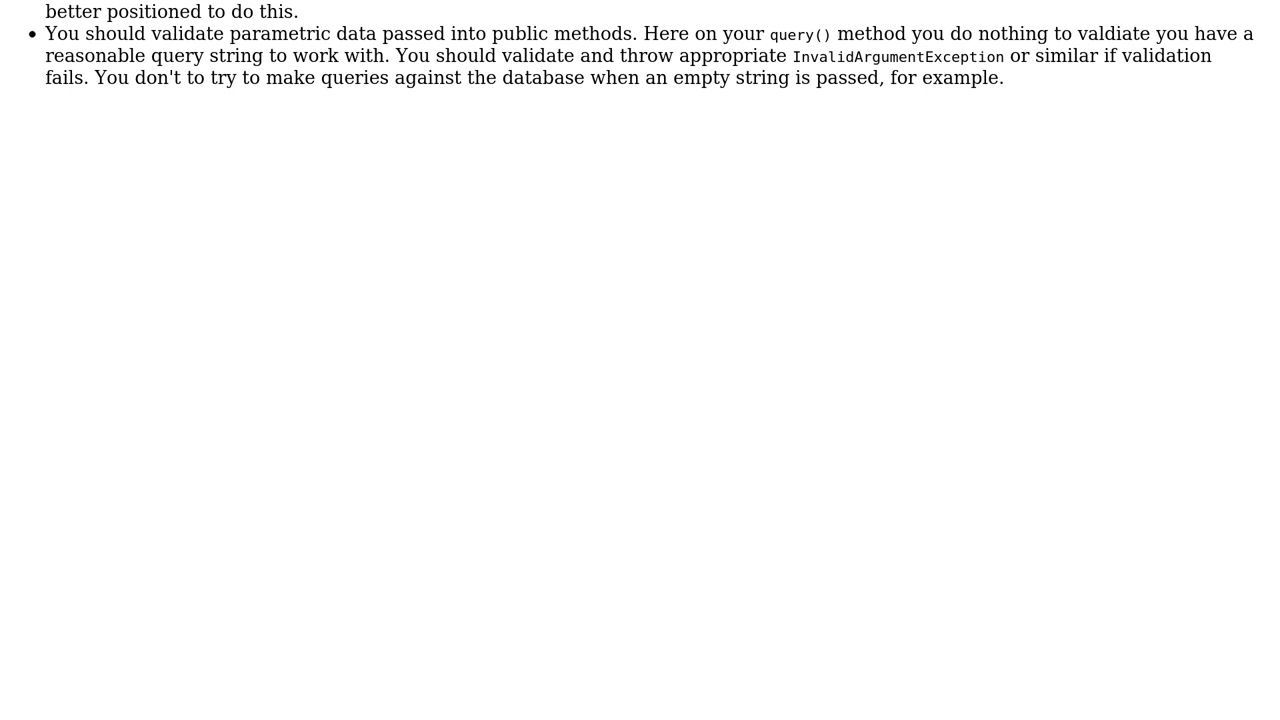 better positioned to do this.
• You should validate parametric data passed into public methods. Here on your query() method you do nothing to valdiate you have a
reasonable query string to work with. You should validate and throw appropriate InvalidArgumentException or similar if validation
fails. You don't to try to make queries against the database when an empty string is passed, for example.